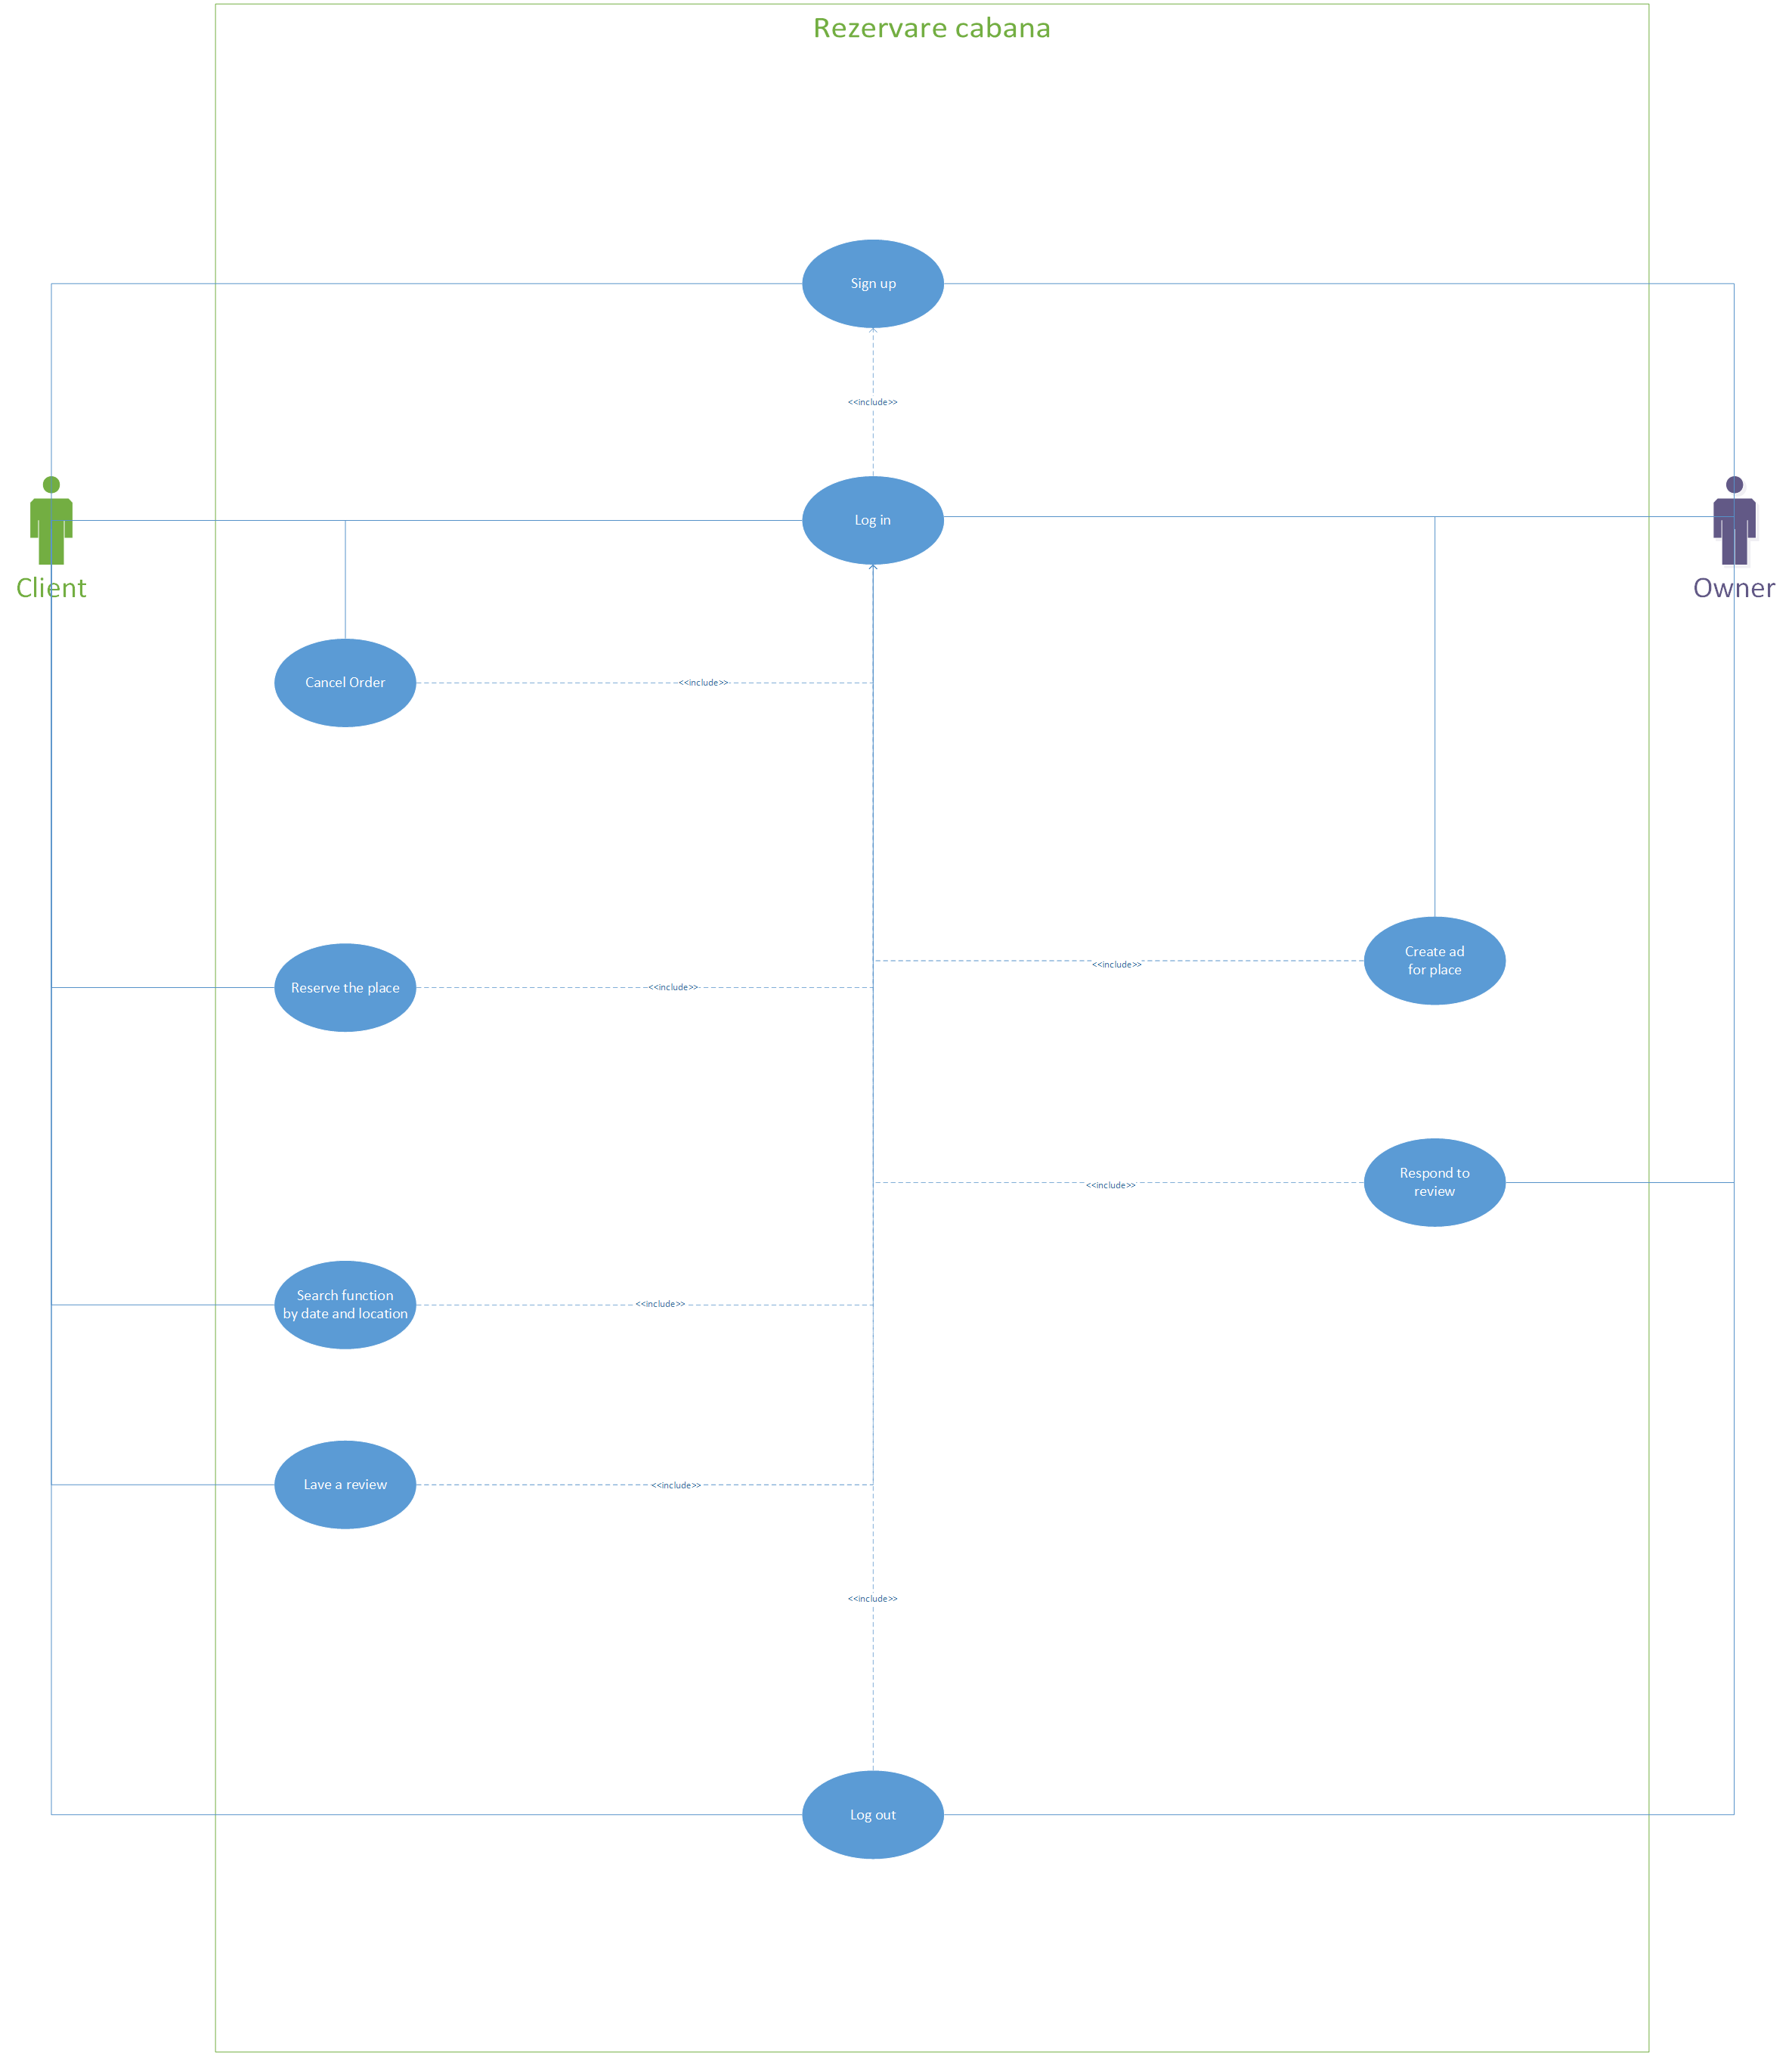 Rezervare cabana
Sign up
<<include>>
Log in
Client
Owner
Cancel Order
<<include>>
Create ad
for place
<<include>>
Reserve the place
<<include>>
Respond to
review
<<include>>
Search function
by date and location
<<include>>
Lave a review
<<include>>
<<include>>
Log out